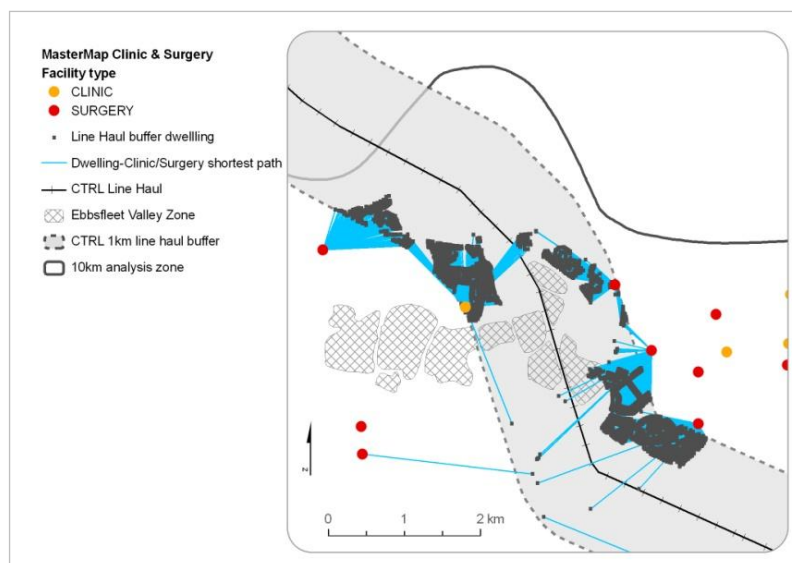 MasterMap Clinic & Surgery
Facility type
CLINIC
SURGERY
Line Haul buffer dwellling
Dwelling-Clinic/Surgery shortest path
CTRL Line Haul
Ebbsfleet Valley Zone
CTRL 1km line haul buffer
10km analysis zone
z
0 1 2 km